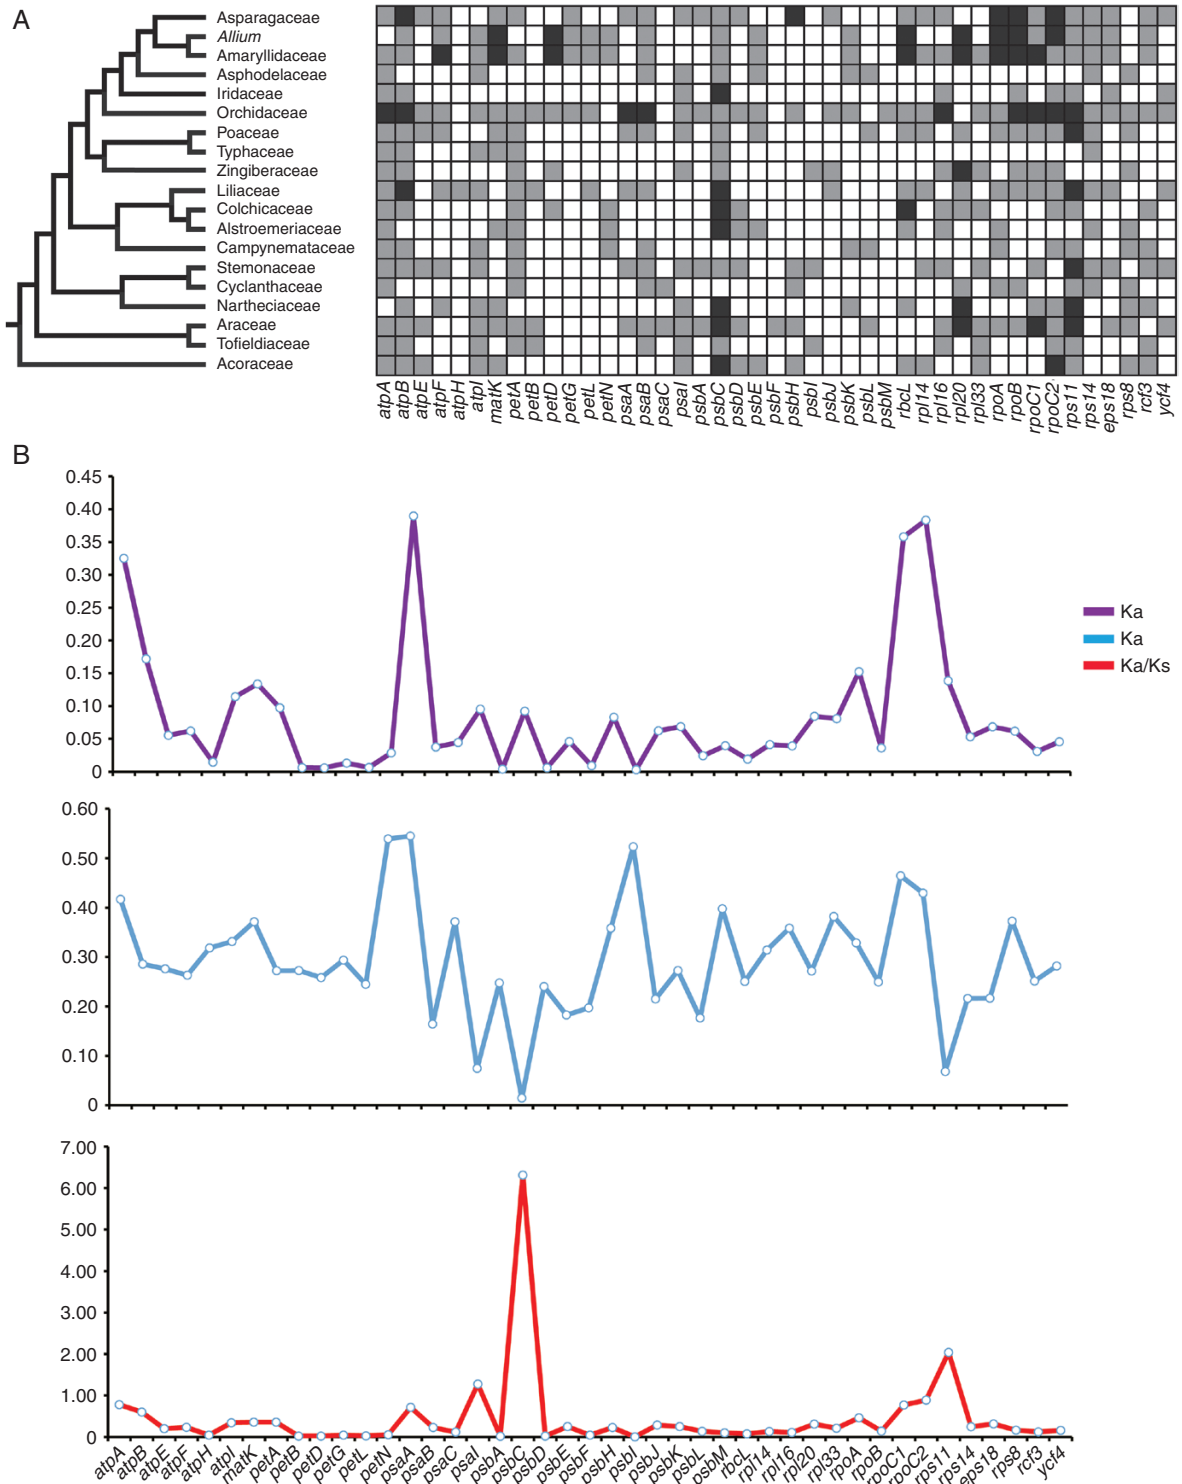 A
Asparagaceae
Allium
Amaryllidaceae
Asphodelaceae
Iridaceae
Orchidaceae
Poaceae
Typhaceae
Zingiberaceae
Liliaceae
Colchicaceae
Alstroemeriaceae
Campynemataceae
Stemonaceae
Cyclanthaceae
Nartheciaceae
Araceae
Tofieldiaceae
Acoraceae
atpA atpB atpE atpF atpH atpI matK petA petB petD petG petL petN psaA psaB psaC psaI psbA psbC psbD psbE psbF psbH psbI psbJ psbK psbL psbM rbcL rpl14 rpl16 rpl20 rpl33 rpoA rpoB rpoC1 rpoC2 rps11 rps14 eps18 rps8 rcf3 ycf4
B
0.45
0.40
0.35
0.30
0.25
0.20
0.15
0.10
0.05
0
Ka
Ka
Ka/Ks
0.60
0.50
0.40
0.30
0.20
0.10
0
7.00
6.00
5.00
4.00
3.00
2.00
1.00
0
atpA atpB atpE atpF atpH atpI matK petA petB petD petG petL petN psaA psaB psaC psaI psbA psbC psbD psbE psbF psbH psbI psbJ psbK psbL psbM rbcL rpl14 rpl16 rpl20 rpl33 rpoA rpoB rpoC1 rpoC2 rps11 rps14 eps18 rps8 rcf3 ycf4